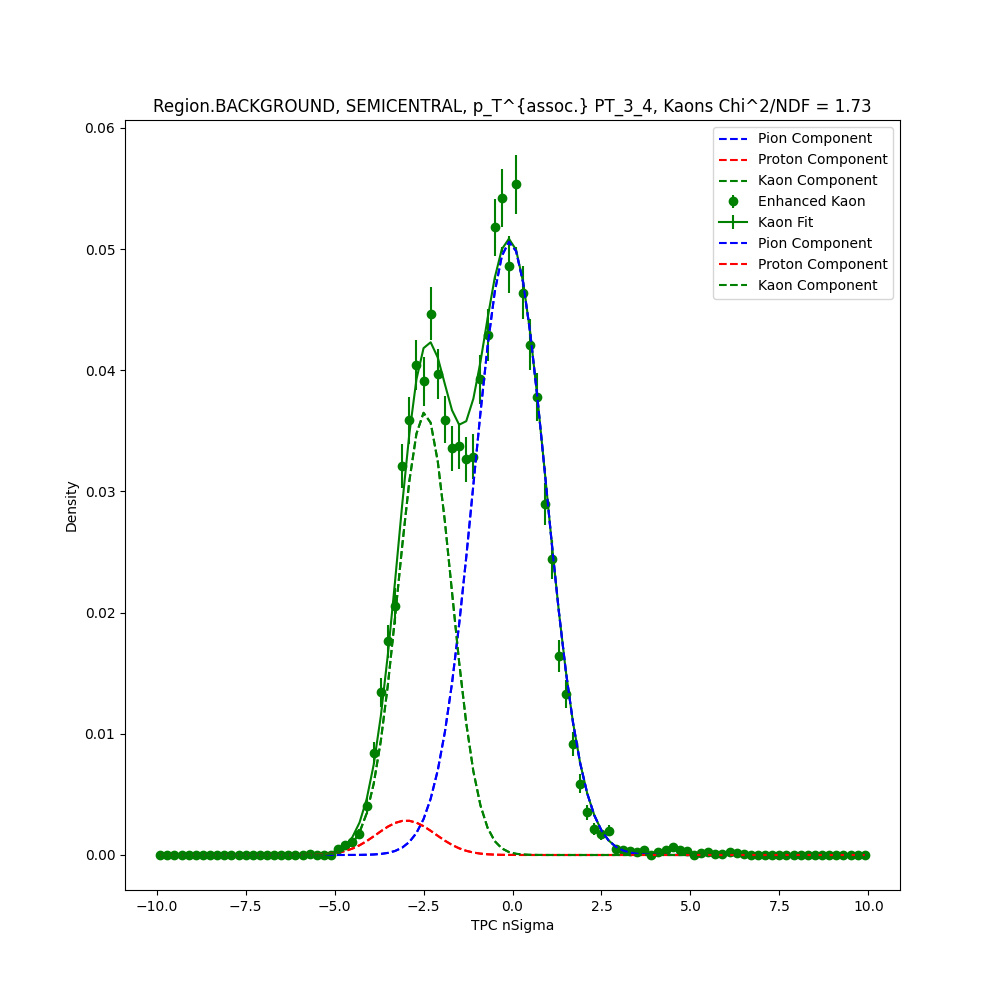 Region.BACKGROUND, SEMICENTRAL, p_T^{assoc.} PT_3_4, Kaons Chi^2/NDF = 1.73
Pion Component
Proton Component
Kaon Component
Enhanced Kaon
Kaon Fit
Pion Component
Proton Component
Kaon Component
Density
0.06
0.05
0.04
0.03
0.02
0.01
0.00
−10.0 −7.5 −5.0 −2.5 0.0 2.5 5.0 7.5 10.0
TPC nSigma